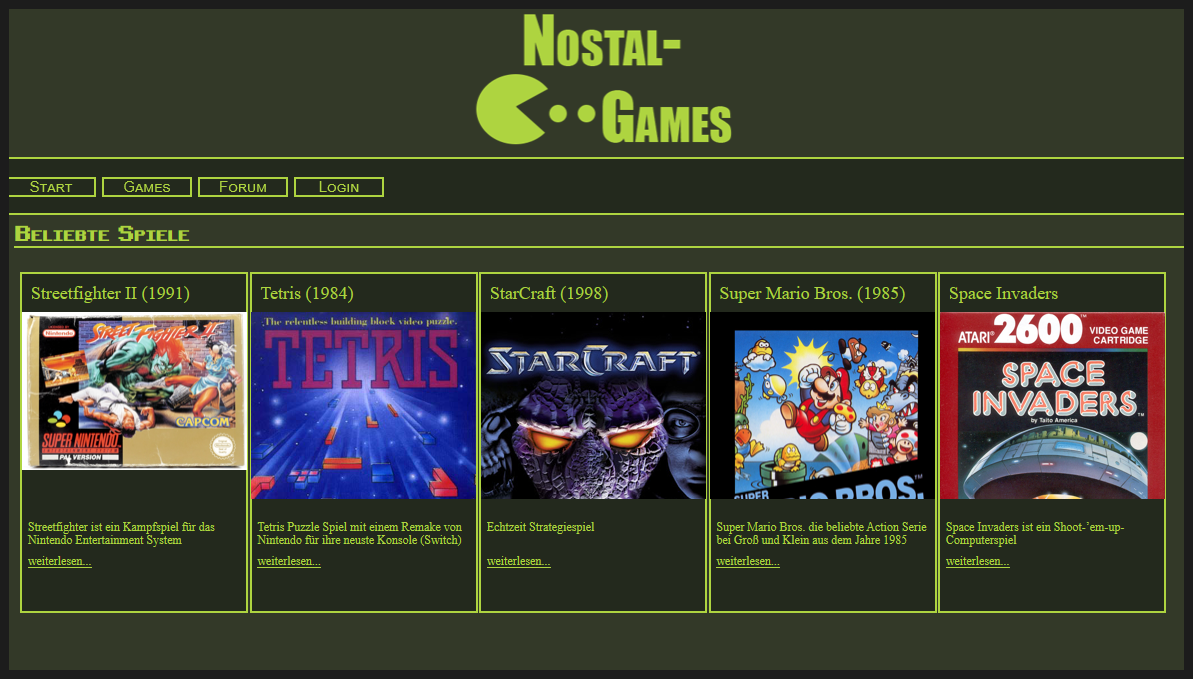 Nostal-
Games
Start
Games
Forum
Login
Beliebte Spiele
Streetfighter II (1991)
Tetris (1984)
StarCraft (1998)
Super Mario Bros. (1985)
Space Invaders
Nintendo
STREET FIGHTER II
CAPCOM
SUPER NINTENDO
ENTERTAINMENT SYSTEM
PAL VERSION
The relentless building block video puzzle.
TETRIS
STARCRAFT
SUPER MARIO BROS.
ATARI® 2600™ VIDEO GAME
CARTRIDGE
SPACE
INVADERS™
by Taito America
Streetfighter ist ein Kampfspiel für das
Nintendo Entertainment System
weiterlesen...
Tetris Puzzle Spiel mit einem Remake von
Nintendo für ihre neuste Konsole (Switch)
weiterlesen...
Echtzeit Strategiespiel
weiterlesen...
Super Mario Bros. die beliebte Action Serie
bei Groß und Klein aus dem Jahre 1985
weiterlesen...
Space Invaders ist ein Shoot-’em-up-
Computerspiel
weiterlesen...